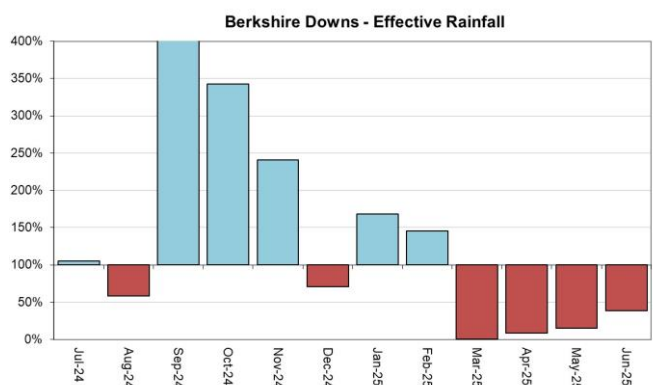 Berkshire Downs - Effective Rainfall
400%
350%
300%
250%
200%
150%
100%
50%
0%
Jul-24
Aug-24
Sep-24
Oct-24
Nov-24
Dec-24
Jan-25
Feb-25
Mar-25
Apr-25
May-25
Jun-25